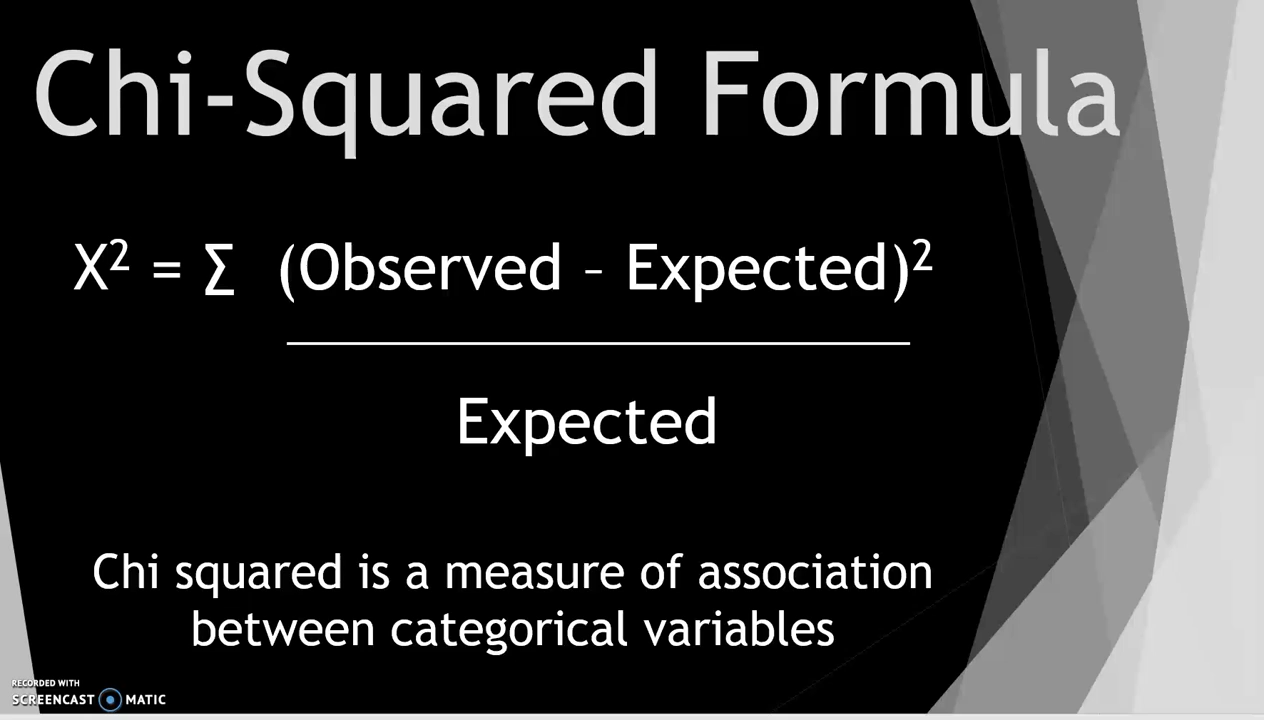 Chi-Squared Formula
X² = Σ (Observed – Expected)²
Expected
Chi squared is a measure of association
between categorical variables
RECORDED WITH
SCREENCAST MATIC